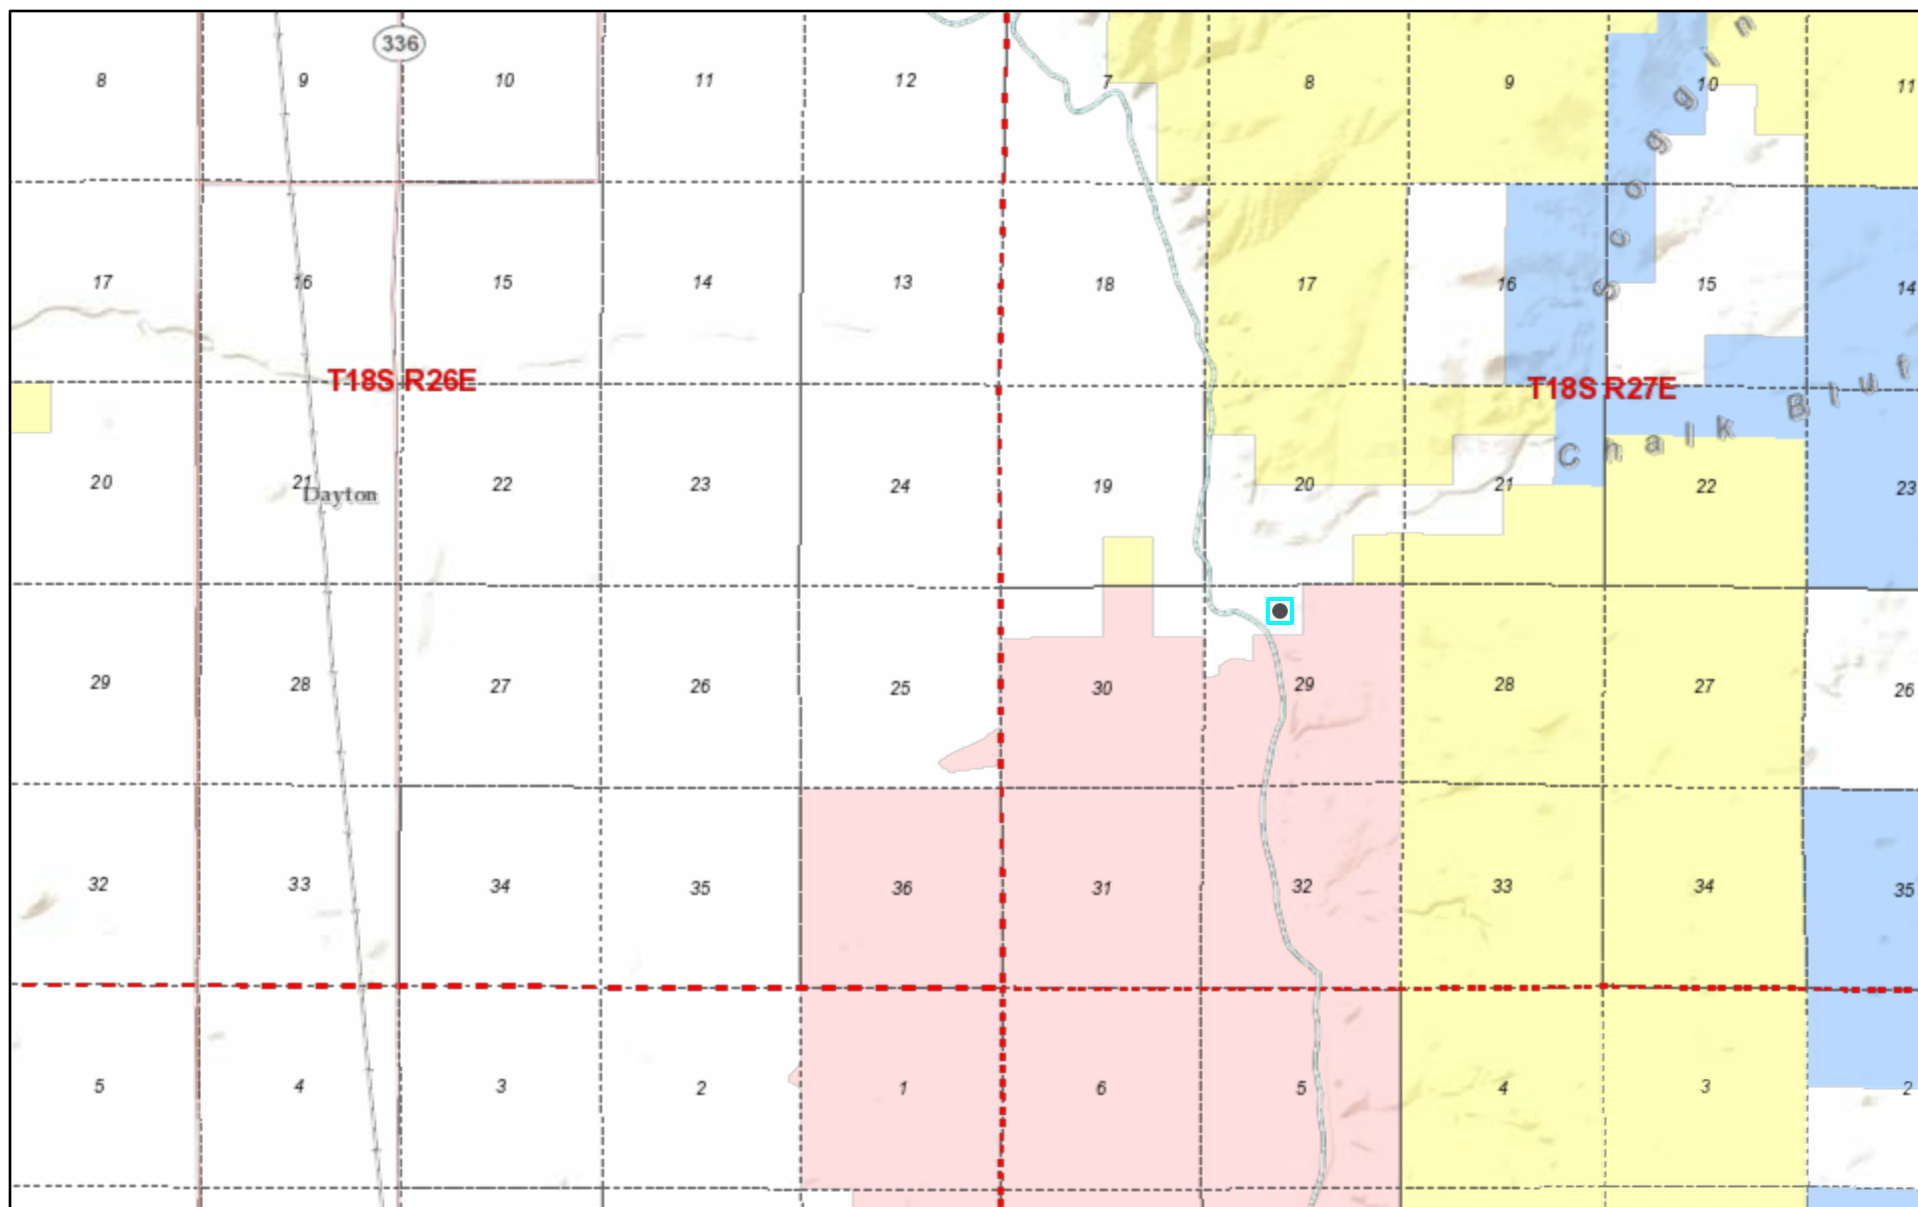 336
8 9 10 11 12 7 8 9 10 11
17 16 15 14 13 18 17 16 15 14
T18S R26E T18S R27E
20 21 22 23 24 19 20 21 22 23
Dayton
29 28 27 26 25 30 29 28 27 26
32 33 34 35 36 31 32 33 34 35
5 4 3 2 1 6 5 4 3 2
Scoggin
Chalk Bluf